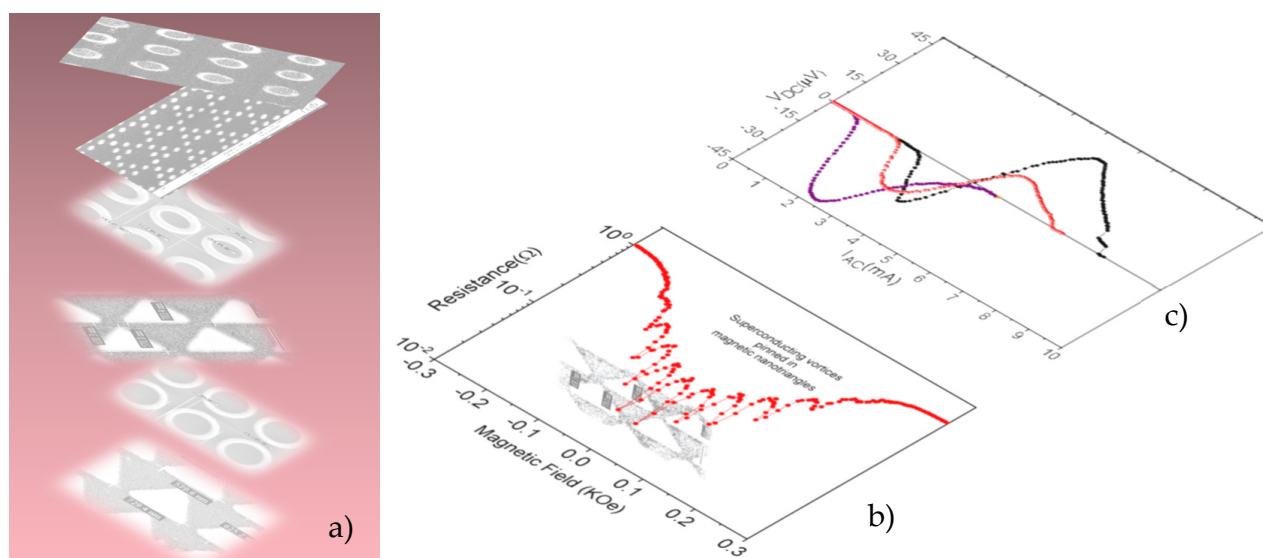 a)
Resistance(Ω)
10⁰
10⁻¹
10⁻²
Superconducting vortices
pinned in
magnetic nanotriangles
-0.3
-0.2
-0.1
0.0
0.1
0.2
0.3
Magnetic Field (KOe)
b)
V_DC(μV)
45
30
15
0
-15
-30
-45
0
1
2
3
4
5
6
7
8
9
10
I_AC(mA)
c)